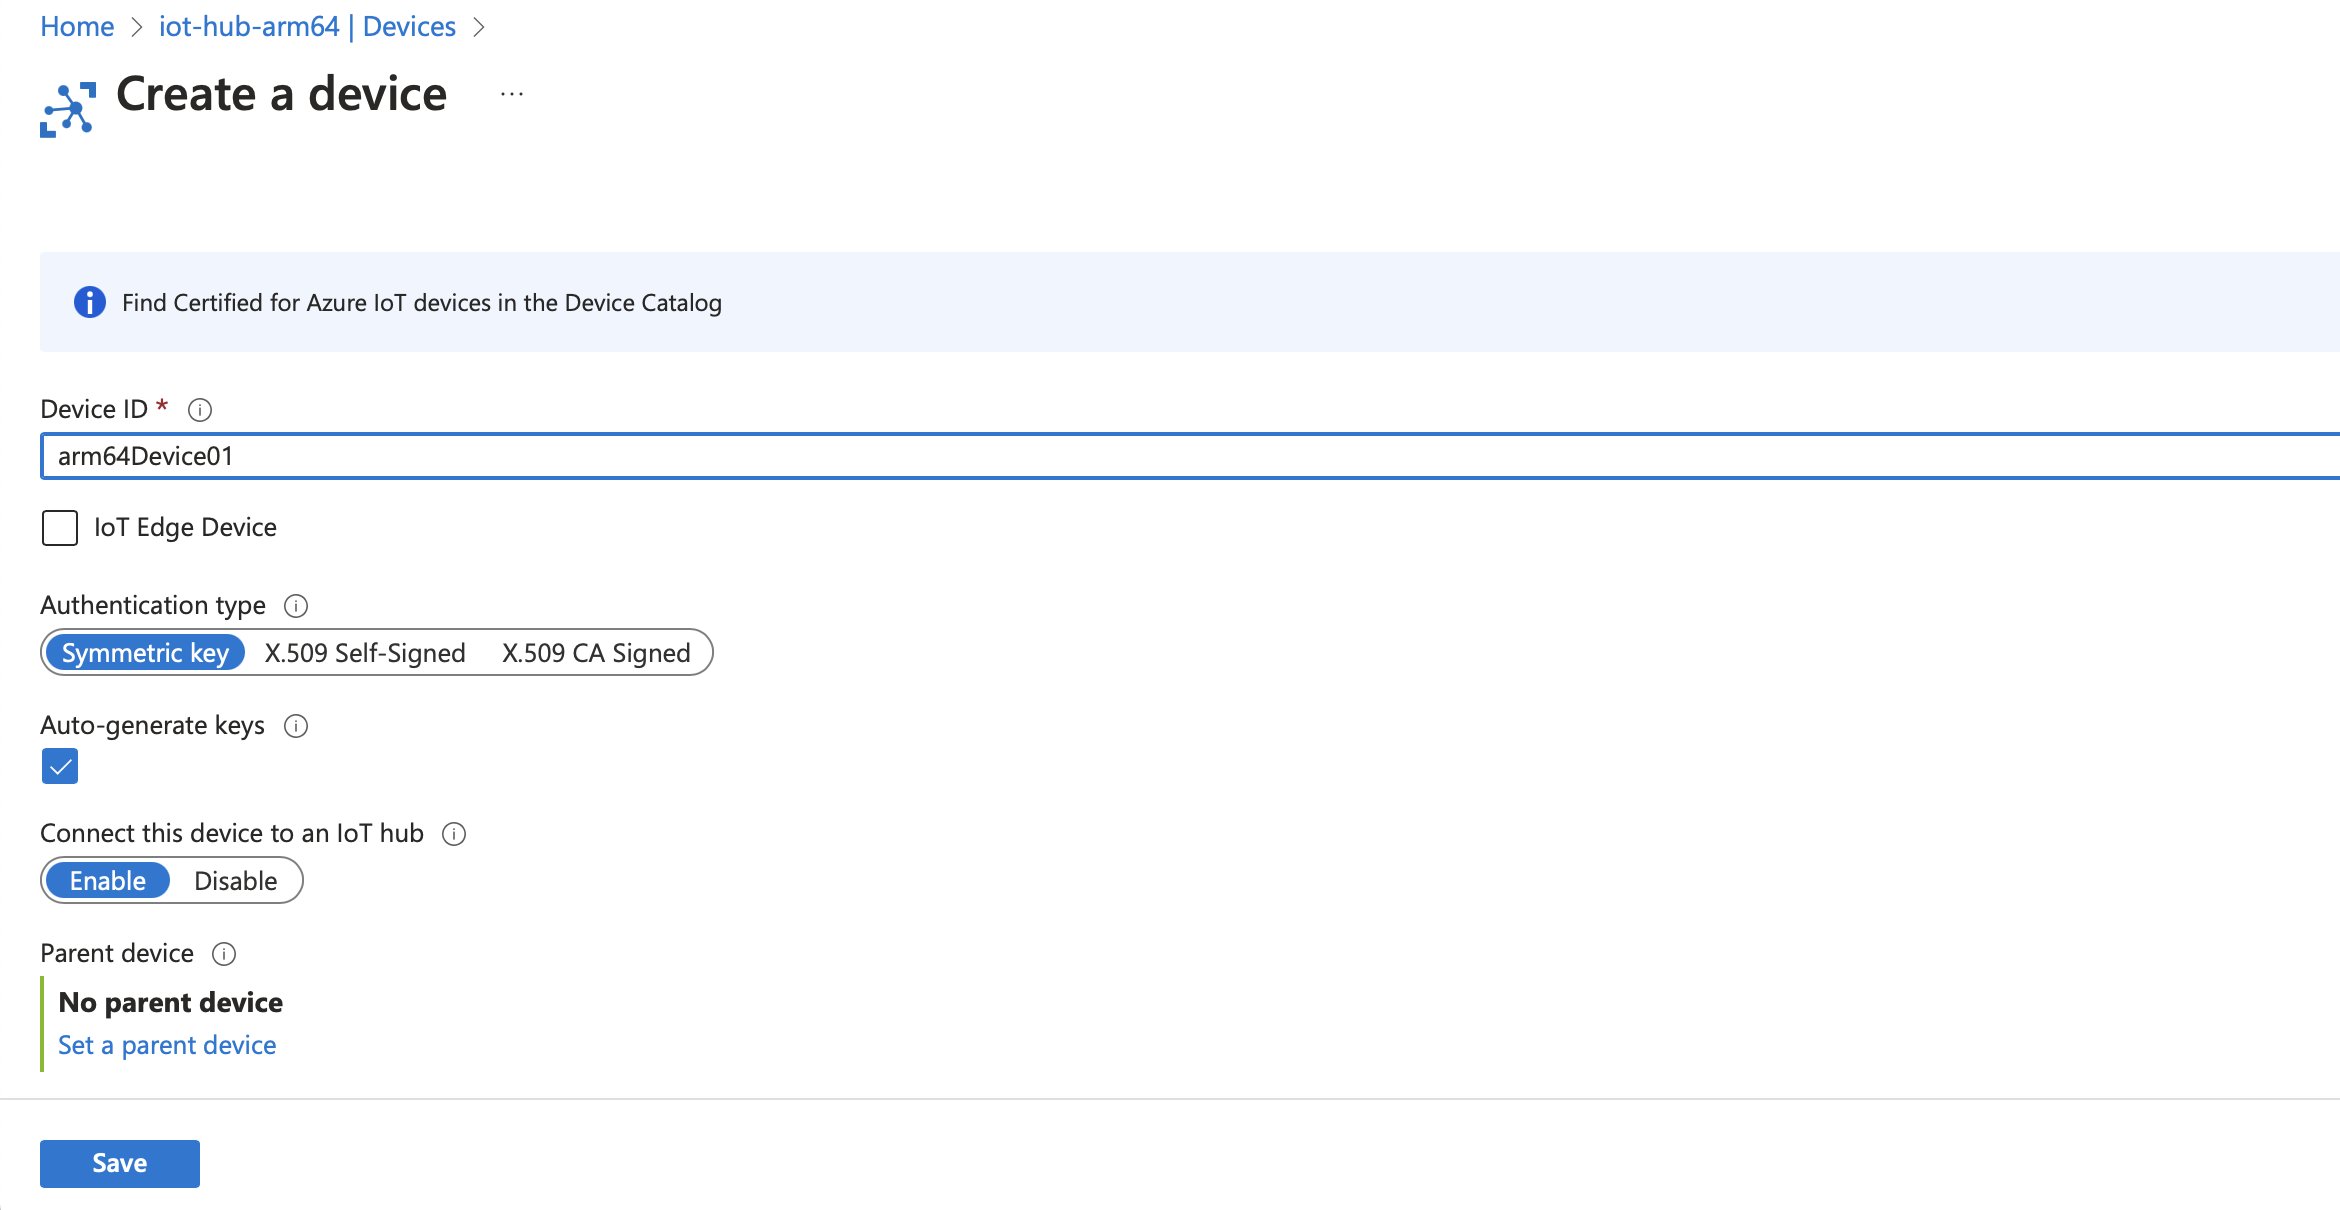 Home > iot-hub-arm64 | Devices >
Create a device ...
Find Certified for Azure IoT devices in the Device Catalog
Device ID *
arm64Device01
IoT Edge Device
Authentication type
Symmetric key X.509 Self-Signed X.509 CA Signed
Auto-generate keys
Connect this device to an IoT hub
Enable Disable
Parent device
No parent device
Set a parent device
Save